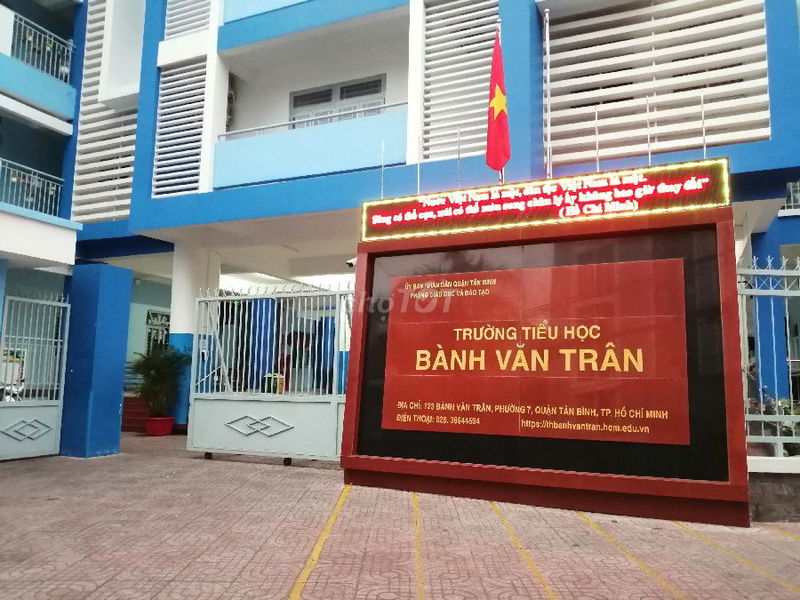 "Nước Việt Nam là một, dân tộc Việt Nam là một.
Sông có thể cạn, núi có thể mòn song chân lý ấy không bao giờ thay đổi"
( Hồ Chí Minh)
ỦY BAN NHÂN DÂN QUẬN TÂN BÌNH
PHÒNG GIÁO DỤC VÀ ĐÀO TẠO
chợTỐT
TRƯỜNG TIỂU HỌC
BÀNH VĂN TRÂN
ĐỊA CHỈ: 123 BÀNH VĂN TRÂN, PHƯỜNG 7, QUẬN TÂN BÌNH, TP. HỒ CHÍ MINH
ĐIỆN THOẠI: 028. 38644594 https://thbanhvantran.hcm.edu.vn